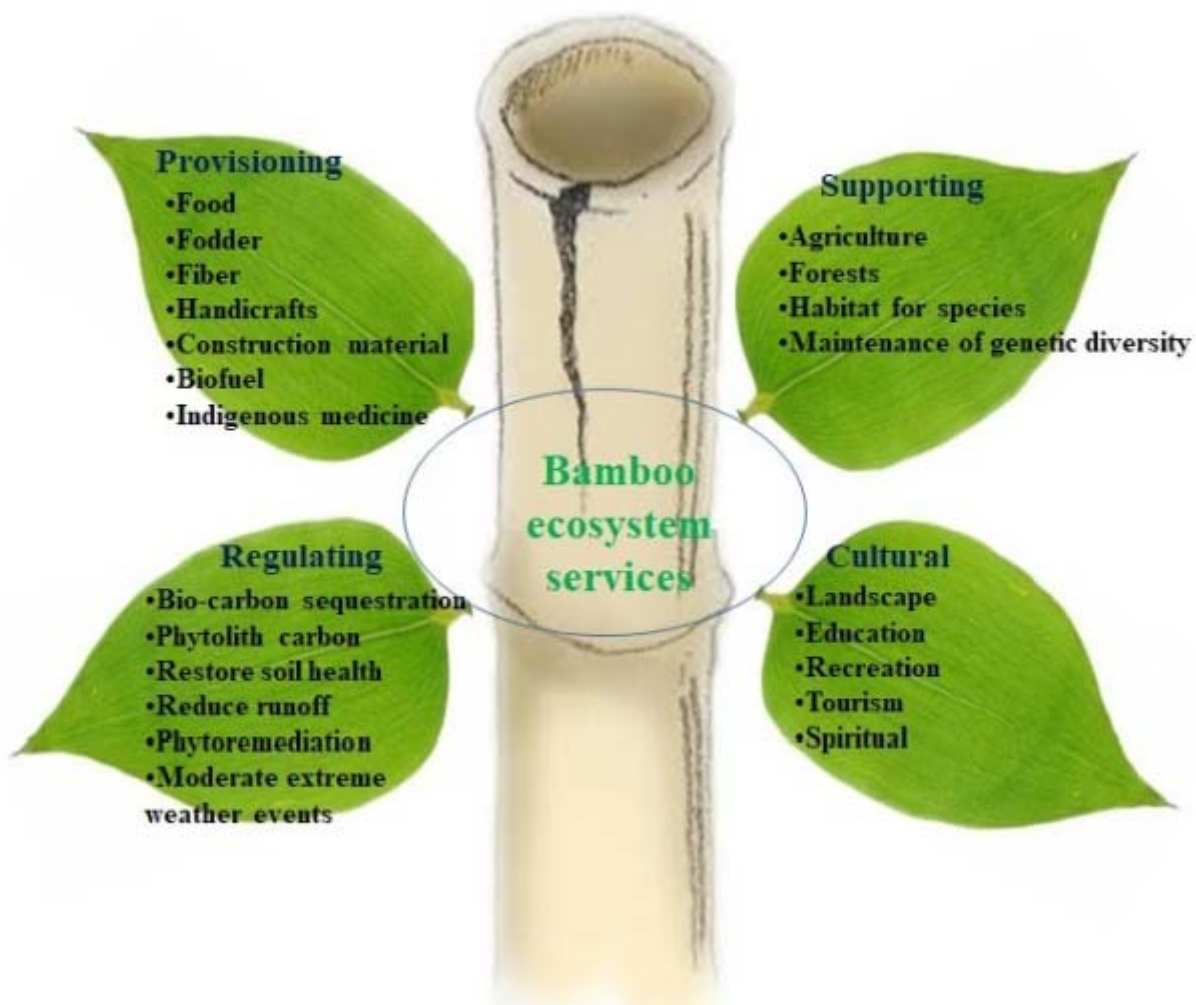 Provisioning
•Food
•Fodder
•Fiber
•Handicrafts
•Construction material
•Biofuel
•Indigenous medicine
Supporting
•Agriculture
•Forests
•Habitat for species
•Maintenance of genetic diversity
Bamboo
ecosystem
services
Regulating
•Bio-carbon sequestration
•Phytolith carbon
•Restore soil health
•Reduce runoff
•Phytoremediation
•Moderate extreme
weather events
Cultural
•Landscape
•Education
•Recreation
•Tourism
•Spiritual